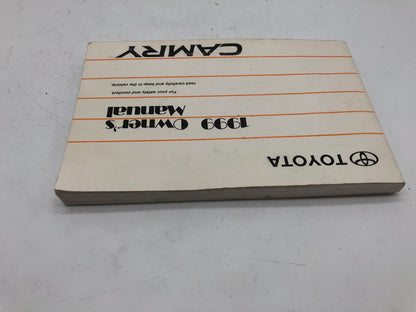 TOYOTA
1999 Owner's
Manual
For your safety and comfort,
read carefully and keep in the vehicle.
CAMRY